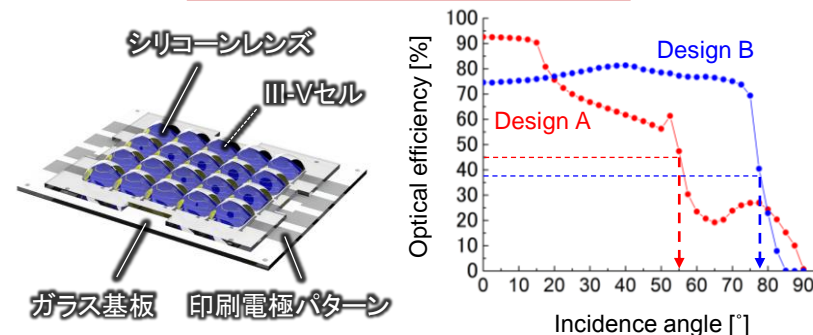 シリコーンレンズ
III-Vセル
ガラス基板 印刷電極パターン
Optical efficiency [%]
100
90
80
70
60
50
40
30
20
10
0
Design B
Design A
0 10 20 30 40 50 60 70 80 90
Incidence angle [˚]